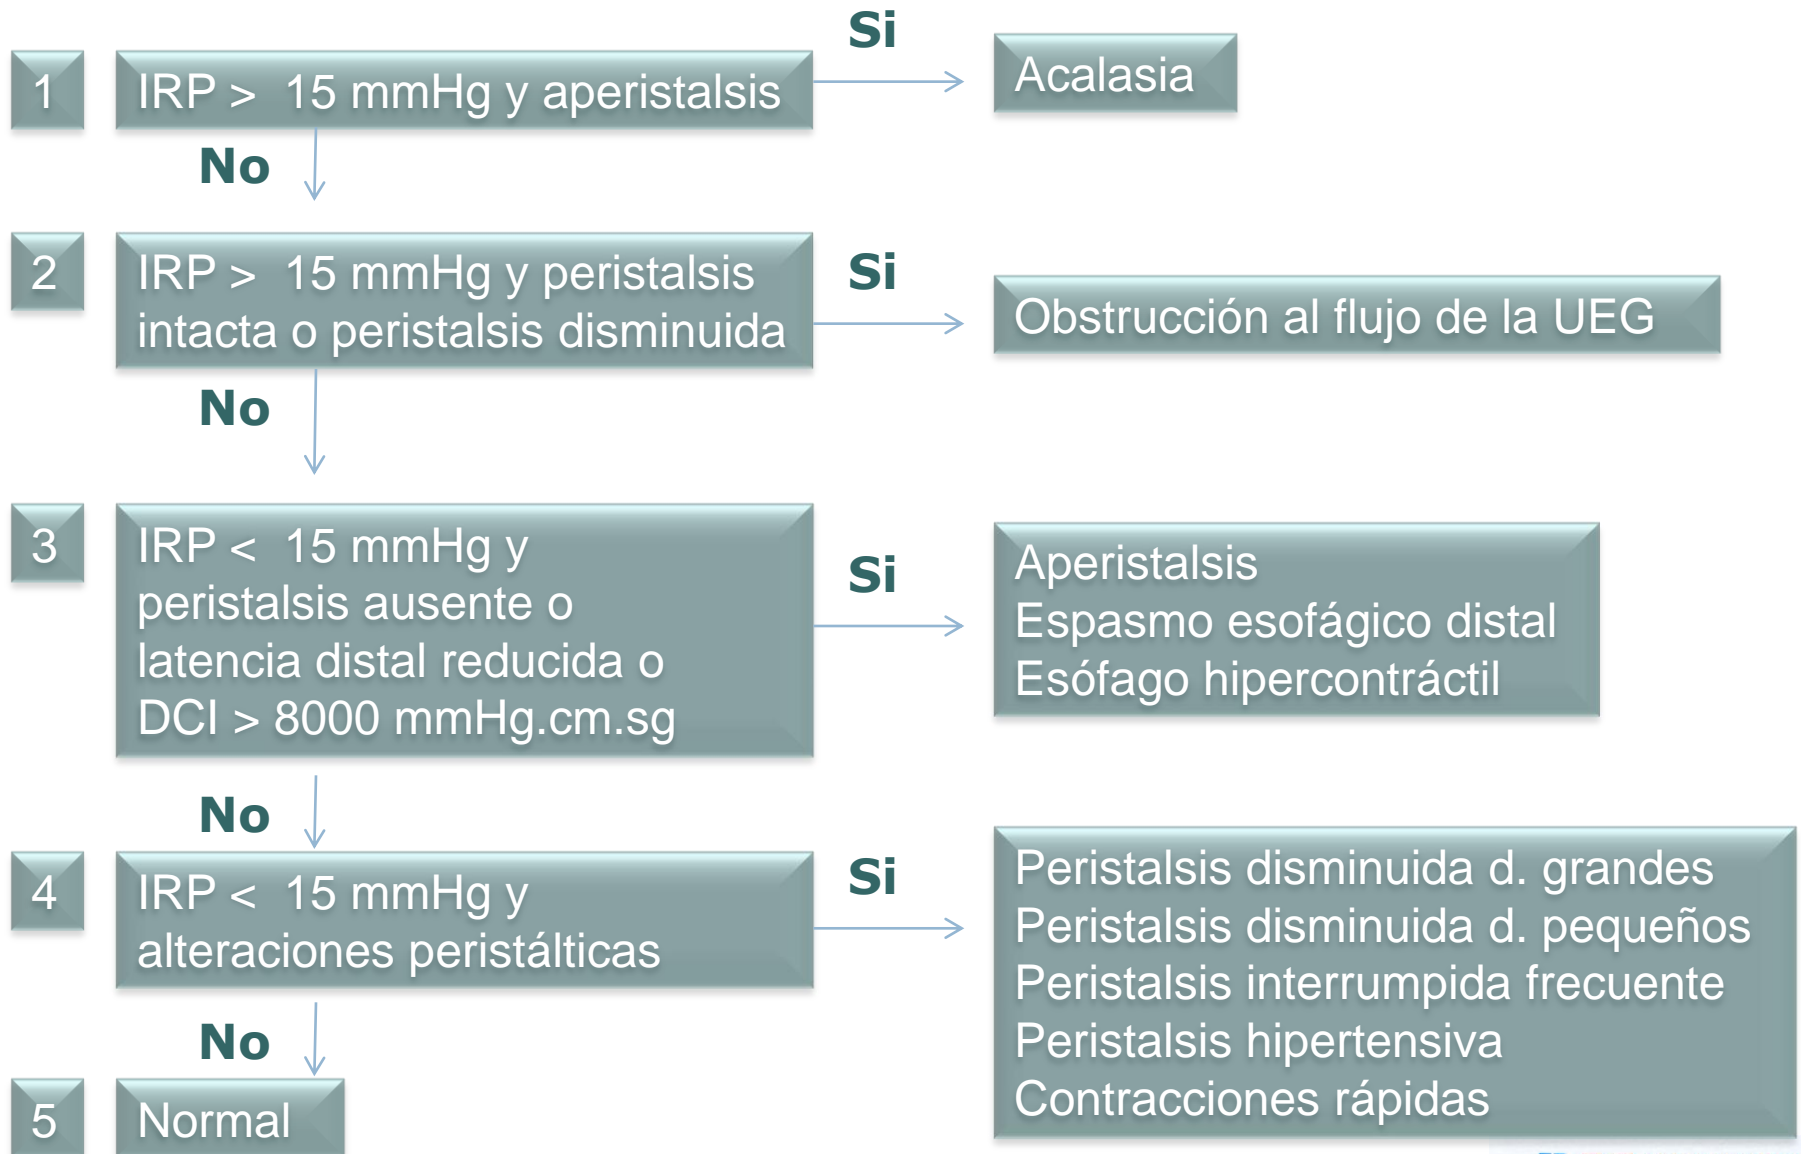 Si
1
IRP > 15 mmHg y aperistalsis
Acalasia
No
2
IRP > 15 mmHg y peristalsis
intacta o peristalsis disminuida
Si
Obstrucción al flujo de la UEG
No
3
IRP < 15 mmHg y
peristalsis ausente o
latencia distal reducida o
DCI > 8000 mmHg.cm.sg
Si
Aperistalsis
Espasmo esofágico distal
Esófago hipercontráctil
No
4
IRP < 15 mmHg y
alteraciones peristálticas
Si
Peristalsis disminuida d. grandes
Peristalsis disminuida d. pequeños
Peristalsis interrumpida frecuente
Peristalsis hipertensiva
Contracciones rápidas
No
5
Normal